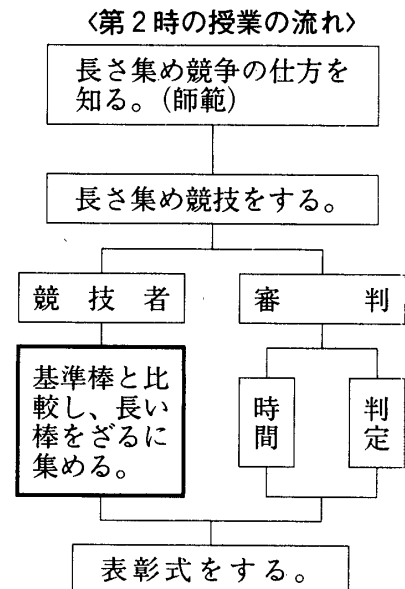 〈第2時の授業の流れ〉
長さ集め競争の仕方を
知る。(師範)
長さ集め競技をする。
競技者
審判
基準棒と比
較し、長い
棒をざるに
集める。
時間
判定
表彰式をする。